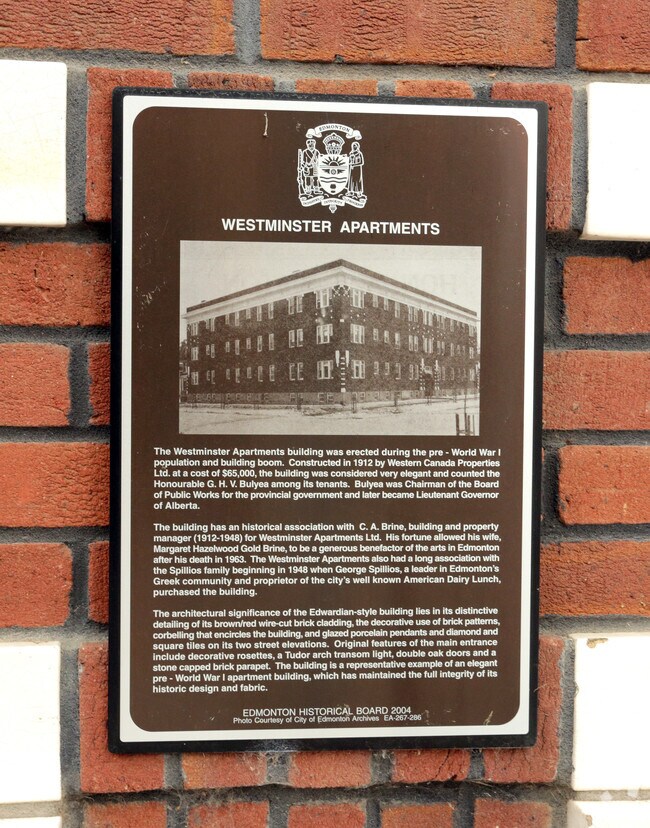 EDMONTON
WESTMINSTER APARTMENTS
The Westminster Apartments building was erected during the pre - World War I
population and building boom. Constructed in 1912 by Western Canada Properties
Ltd. at a cost of $65,000, the building was considered very elegant and counted the
Honourable G. H. V. Bulyea among its tenants. Bulyea was Chairman of the Board
of Public Works for the provincial government and later became Lieutenant Governor
of Alberta.
The building has an historical association with C. A. Brine, building and property
manager (1912-1948) for Westminster Apartments Ltd. His fortune allowed his wife,
Margaret Hazelwood Gold Brine, to be a generous benefactor of the arts in Edmonton
after his death in 1963. The Westminster Apartments also had a long association with
the Spillios family beginning in 1948 when George Spillios, a leader in Edmonton's
Greek community and proprietor of the city's well known American Dairy Lunch,
purchased the building.
The architectural significance of the Edwardian-style building lies in its distinctive
detailing of its brown/red wire-cut brick cladding, the decorative use of brick patterns,
corbelling that encircles the building, and glazed porcelain pendants and diamond and
square tiles on its two street elevations. Original features of the main entrance
include decorative rosettes, a Tudor arch transom light, double oak doors and a
stone capped brick parapet. The building is a representative example of an elegant
pre - World War I apartment building, which has maintained the full integrity of its
historic design and fabric.
EDMONTON HISTORICAL BOARD 2004
Photo Courtesy of City of Edmonton Archives EA-267-266